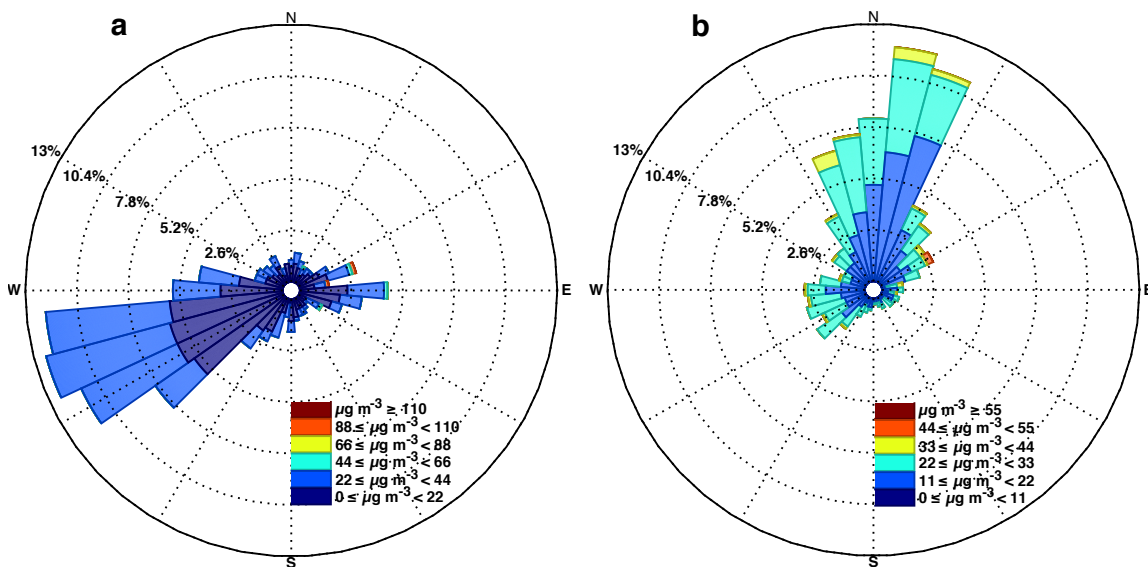 a
N
13%
10.4%
7.8%
5.2%
2.6%
W
E
S
µg m-3 ≥ 110
88 ≤ µg m-3 < 110
66 ≤ µg m-3 < 88
44 ≤ µg m-3 < 66
22 ≤ µg m-3 < 44
0 ≤ µg m-3 < 22
b
N
13%
10.4%
7.8%
5.2%
2.6%
W
E
S
µg m-3 ≥ 55
44 ≤ µg m-3 < 55
33 ≤ µg m-3 < 44
22 ≤ µg m-3 < 33
11 ≤ µg m-3 < 22
0 ≤ µg m-3 < 11